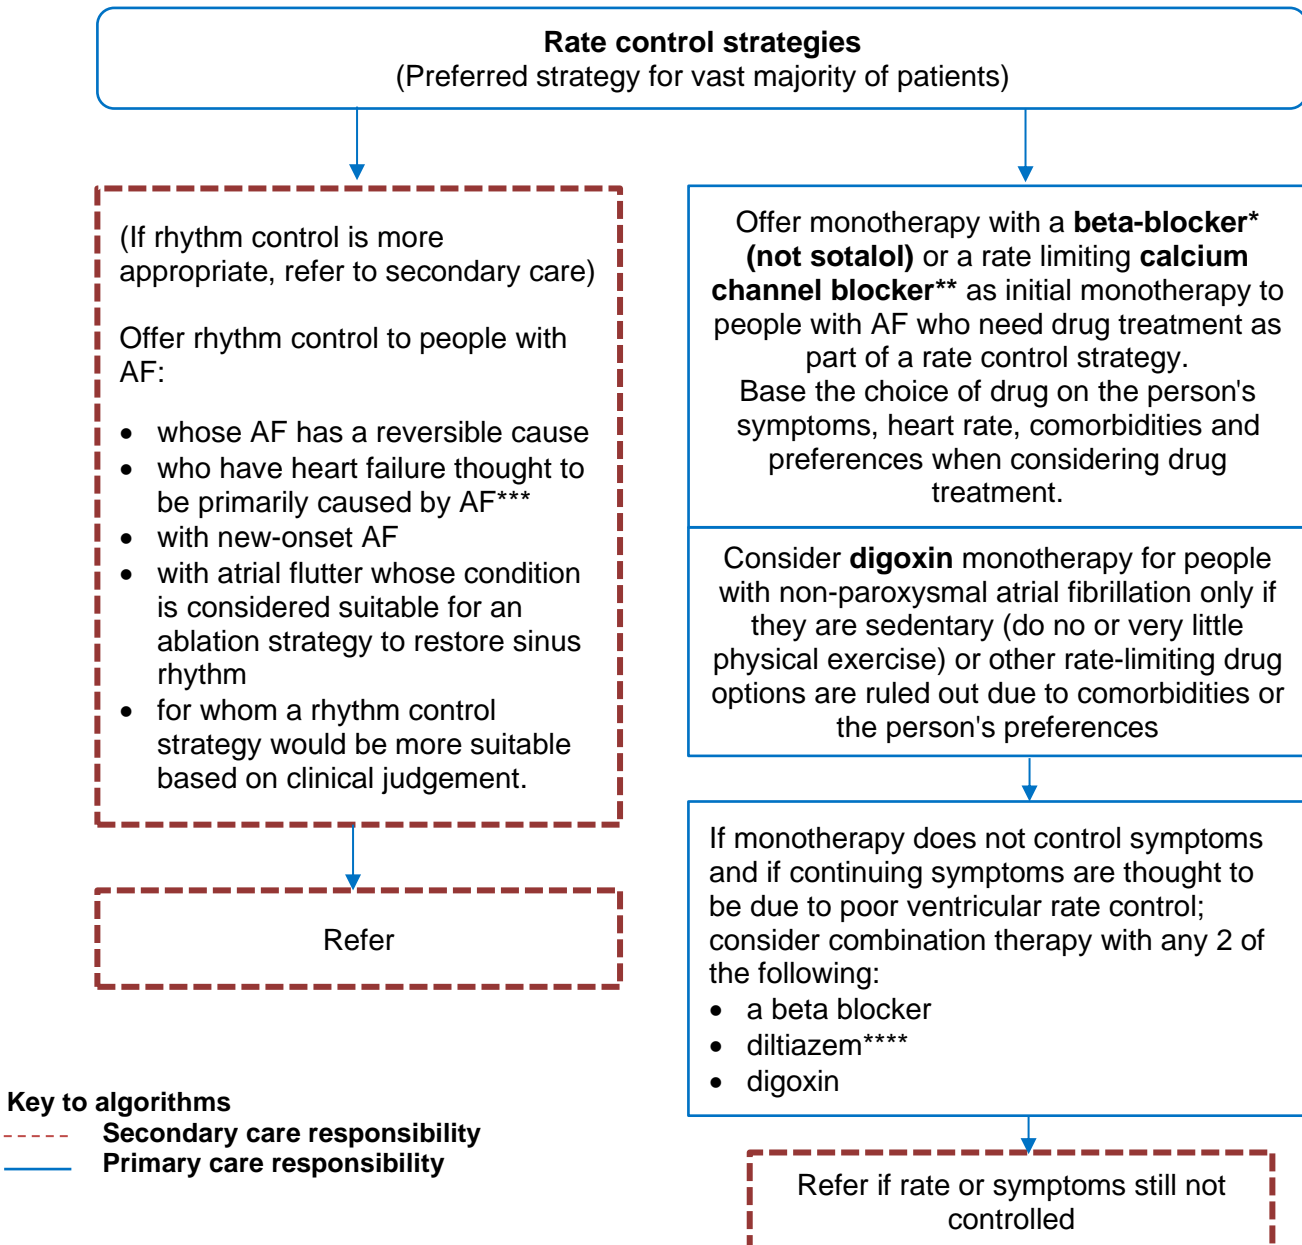 Rate control strategies
(Preferred strategy for vast majority of patients)
(If rhythm control is more
appropriate, refer to secondary care)
Offer rhythm control to people with
AF:
• whose AF has a reversible cause
• who have heart failure thought to
be primarily caused by AF***
• with new-onset AF
• with atrial flutter whose condition
is considered suitable for an
ablation strategy to restore sinus
rhythm
• for whom a rhythm control
strategy would be more suitable
based on clinical judgement.
Refer
Offer monotherapy with a beta-blocker*
(not sotalol) or a rate limiting calcium
channel blocker** as initial monotherapy to
people with AF who need drug treatment as
part of a rate control strategy.
Base the choice of drug on the person's
symptoms, heart rate, comorbidities and
preferences when considering drug
treatment.
Consider digoxin monotherapy for people
with non-paroxysmal atrial fibrillation only if
they are sedentary (do no or very little
physical exercise) or other rate-limiting drug
options are ruled out due to comorbidities or
the person's preferences
If monotherapy does not control symptoms
and if continuing symptoms are thought to
be due to poor ventricular rate control;
consider combination therapy with any 2 of
the following:
• a beta blocker
• diltiazem****
• digoxin
Refer if rate or symptoms still not
controlled
Key to algorithms
Secondary care responsibility
Primary care responsibility